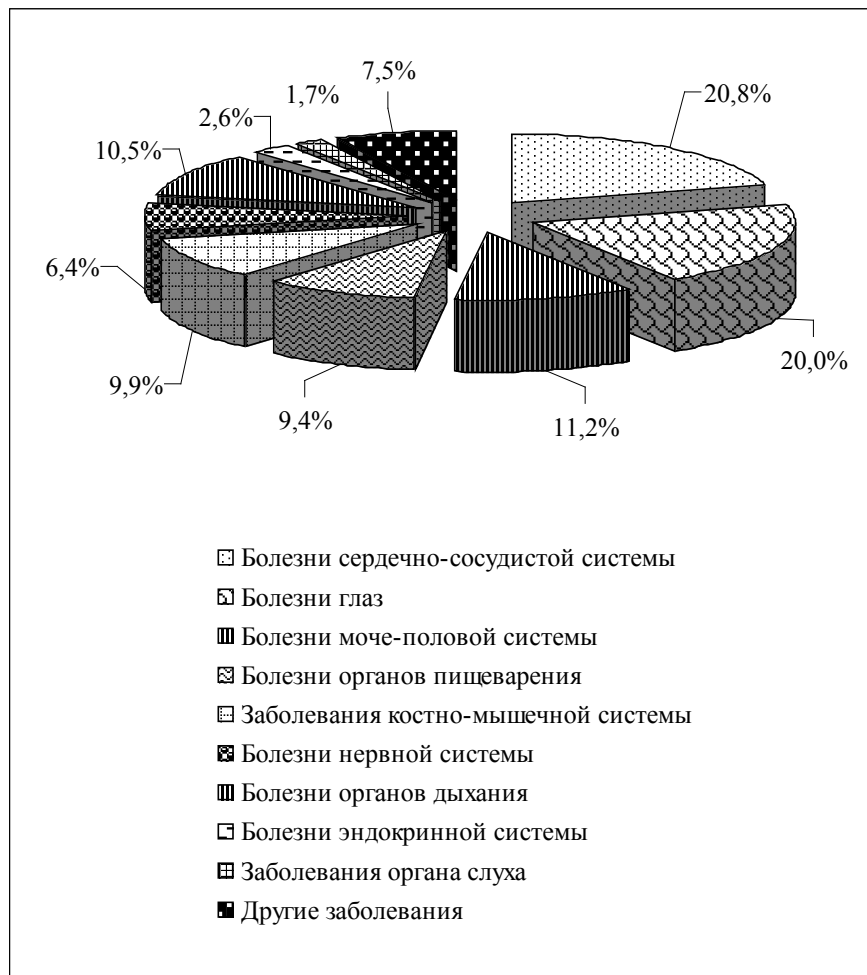 7,5%
1,7%
20,8%
2,6%
10,5%
6,4%
20,0%
9,9%
9,4%
11,2%
Болезни сердечно-сосудистой системы
Болезни глаз
Болезни моче-половой системы
Болезни органов пищеварения
Заболевания костно-мышечной системы
Болезни нервной системы
Болезни органов дыхания
Болезни эндокринной системы
Заболевания органа слуха
Другие заболевания